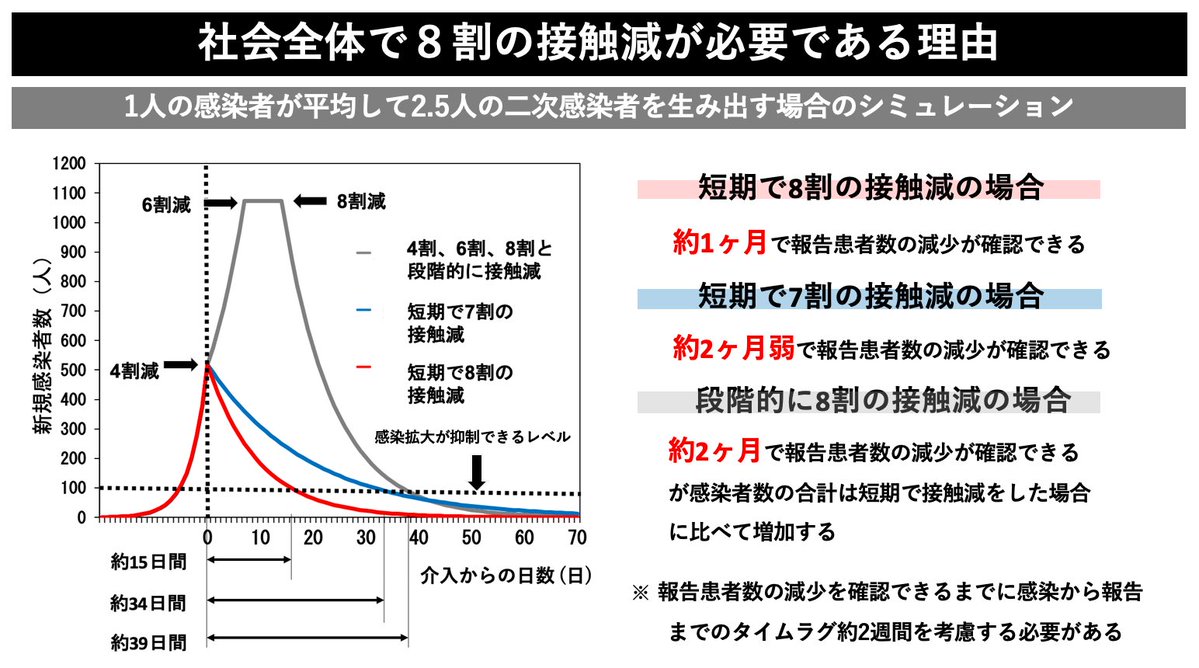 社会全体で８割の接触減が必要である理由
1人の感染者が平均して2.5人の二次感染者を生み出す場合のシミュレーション
新規感染者数（人）
1200
1100
1000
900
800
700
600
500
400
300
200
100
0
6割減
8割減
4割減
4割、6割、8割と
段階的に接触減
短期で7割の
接触減
短期で8割の
接触減
感染拡大が抑制できるレベル
0 10 20 30 40 50 60 70
介入からの日数(日)
約15日間
約34日間
約39日間
短期で8割の接触減の場合
約1ヶ月で報告患者数の減少が確認できる
短期で7割の接触減の場合
約2ヶ月弱で報告患者数の減少が確認できる
段階的に8割の接触減の場合
約2ヶ月で報告患者数の減少が確認できる
が感染者数の合計は短期で接触減をした場合
に比べて増加する
※ 報告患者数の減少を確認できるまでに感染から報告
までのタイムラグ約2週間を考慮する必要がある